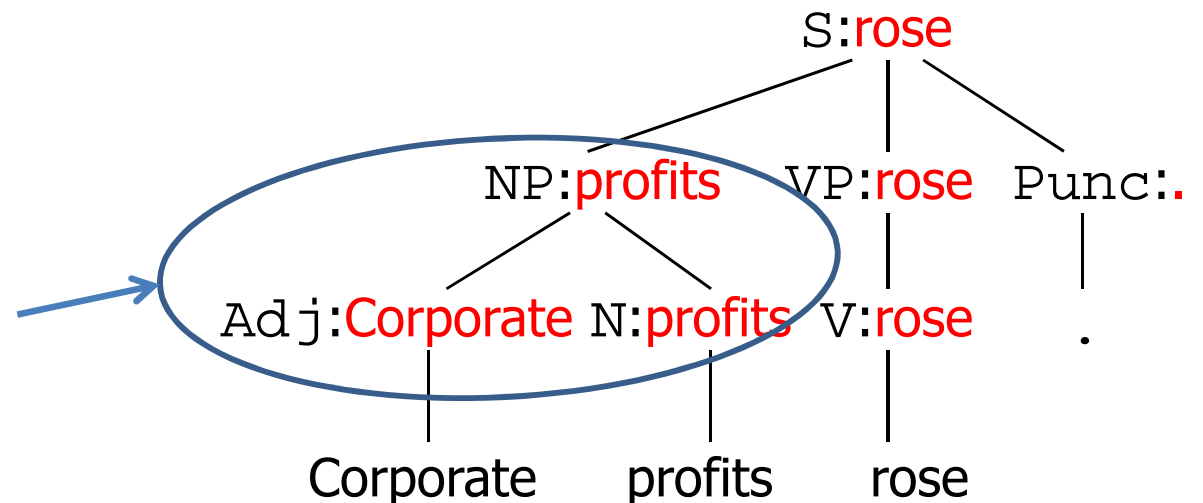 S:rose
NP:profits VP:rose Punc:.
Adj:Corporate N:profits V:rose .
Corporate profits rose